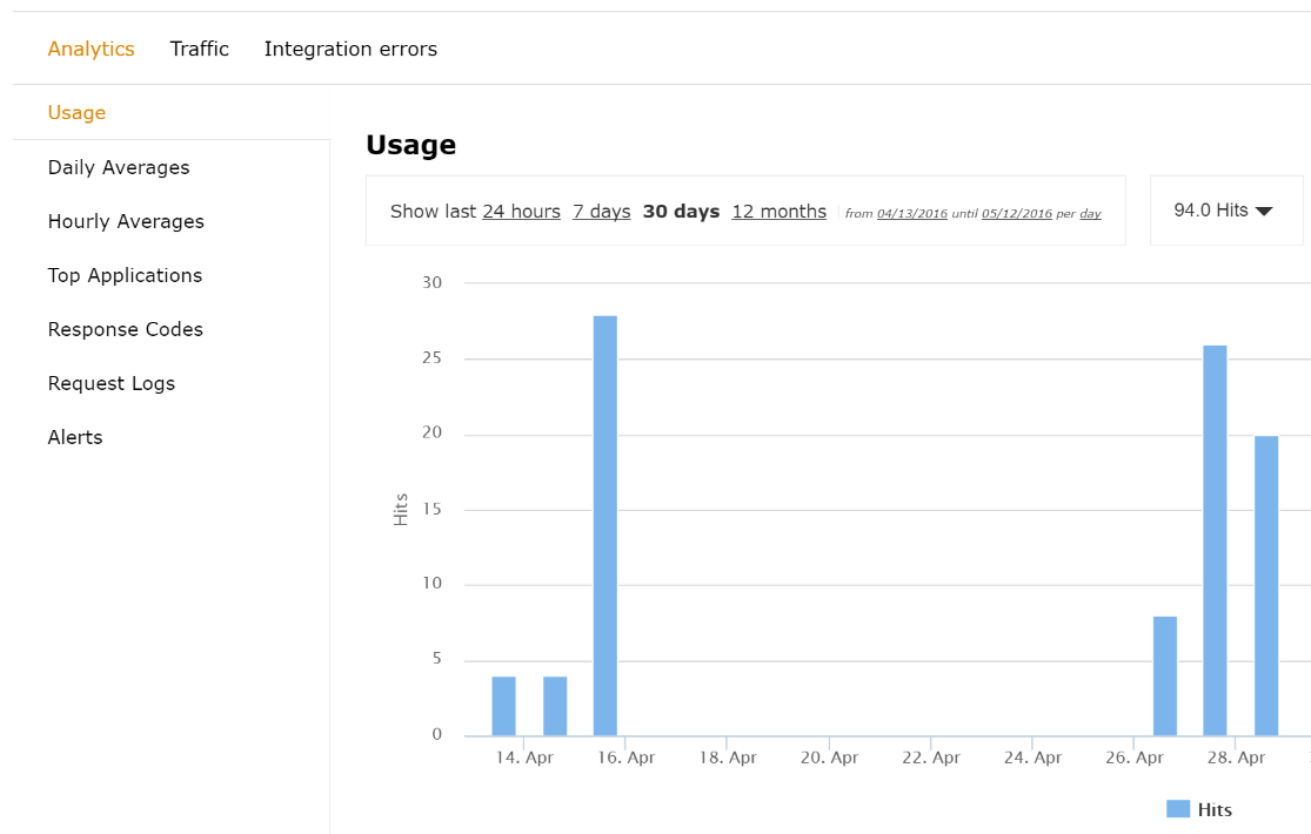 Analytics Traffic Integration errors
Usage
Daily Averages
Hourly Averages
Top Applications
Response Codes
Request Logs
Alerts
Usage
Show last 24 hours 7 days 30 days 12 months from 04/13/2016 until 05/12/2016 per day
94.0 Hits
30
25
20
15
10
5
0
Hits
14. Apr 16. Apr 18. Apr 20. Apr 22. Apr 24. Apr 26. Apr 28. Apr
Hits